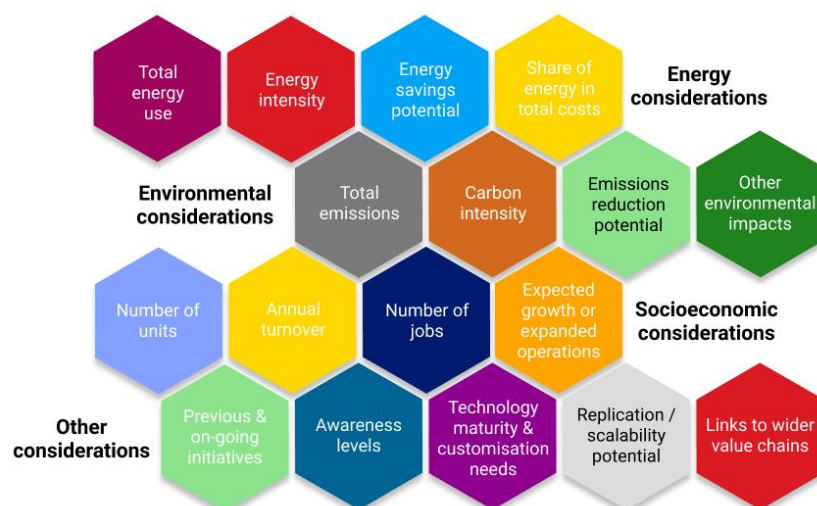 Total
energy
use
Energy
intensity
Energy
savings
potential
Share of
energy in
total costs
Energy
considerations
Environmental
considerations
Total
emissions
Carbon
intensity
Emissions
reduction
potential
Other
environmental
impacts
Number of
units
Annual
turnover
Number of
jobs
Expected
growth or
expanded
operations
Socioeconomic
considerations
Other
considerations
Previous &
on-going
initiatives
Awareness
levels
Technology
maturity &
customisation
needs
Replication /
scalability
potential
Links to wider
value chains